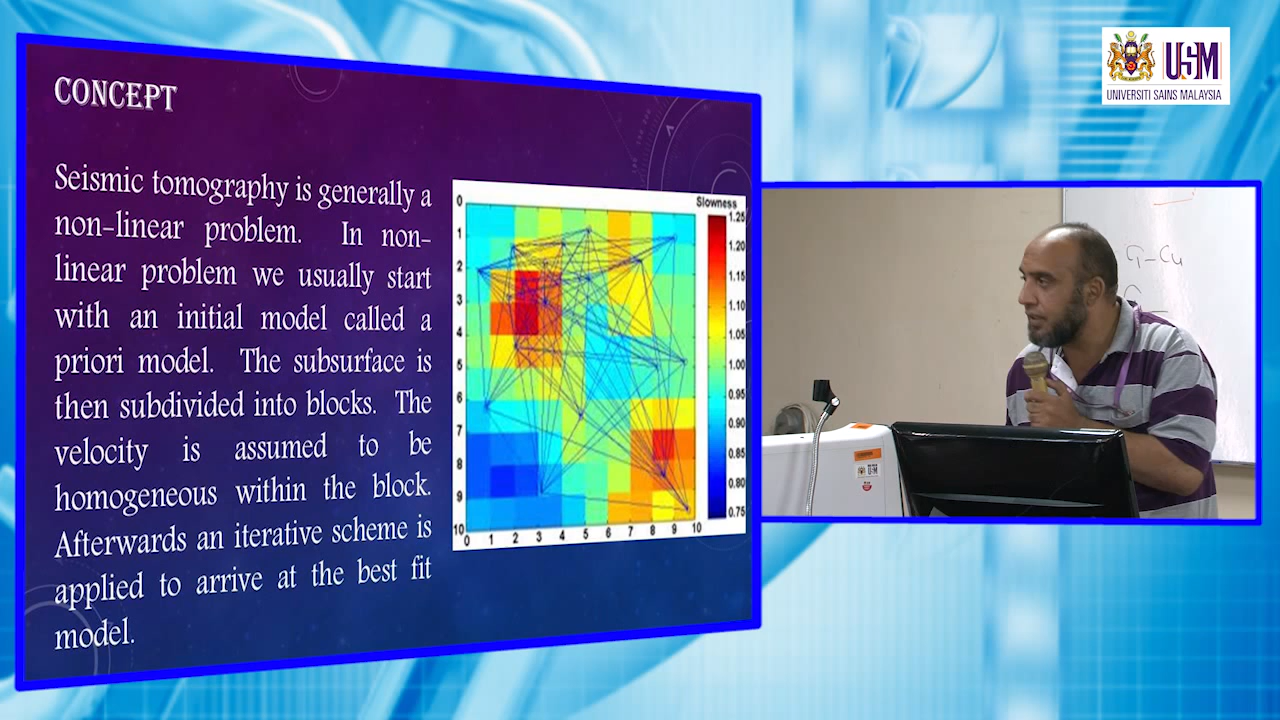 CONCEPT
Seismic tomography is generally a
non-linear problem. In non-
linear problem we usually start
with an initial model called a
priori model. The subsurface is
then subdivided into blocks. The
velocity is assumed to be
homogeneous within the block.
Afterwards an iterative scheme is
applied to arrive at the best fit
model.
Slowness
0
1
2
3
4
5
6
7
8
9
10
0 1 2 3 4 5 6 7 8 9 10
1.25
1.20
1.15
1.10
1.05
1.00
0.95
0.90
0.85
0.80
0.75
USM
UNIVERSITI SAINS MALAYSIA
USM